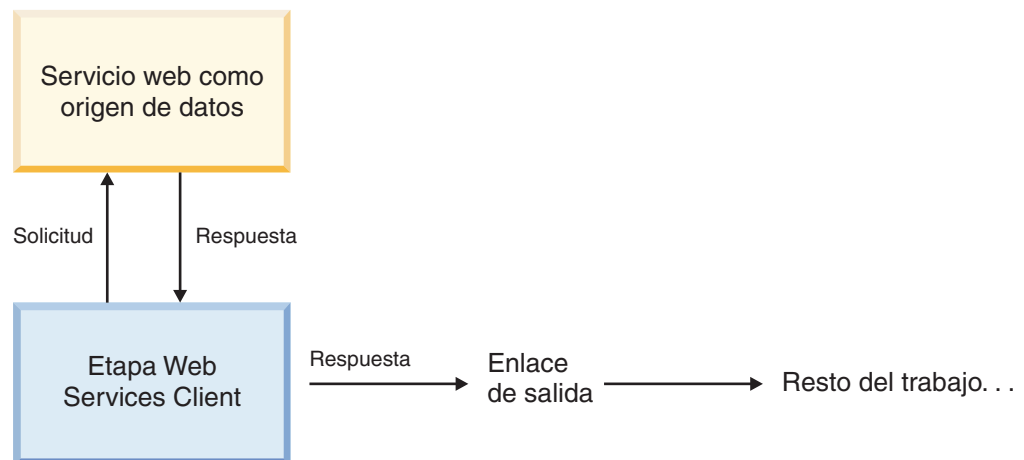 Servicio web como
origen de datos
Solicitud
Respuesta
Etapa Web
Services Client
Respuesta
Enlace
de salida
Resto del trabajo. . .